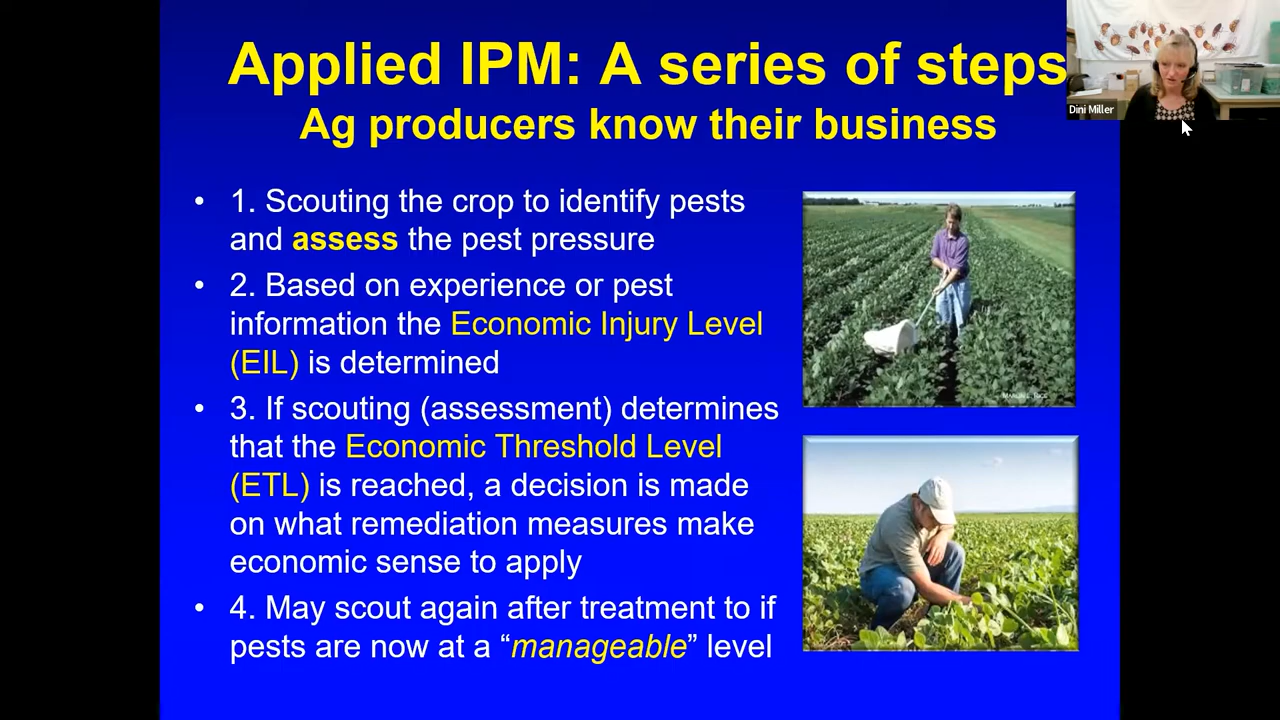 Applied IPM: A series of steps
Ag producers know their business
Dini Miller
• 1. Scouting the crop to identify pests
and assess the pest pressure
• 2. Based on experience or pest
information the Economic Injury Level
(EIL) is determined
• 3. If scouting (assessment) determines
that the Economic Threshold Level
(ETL) is reached, a decision is made
on what remediation measures make
economic sense to apply
• 4. May scout again after treatment to if
pests are now at a “manageable” level